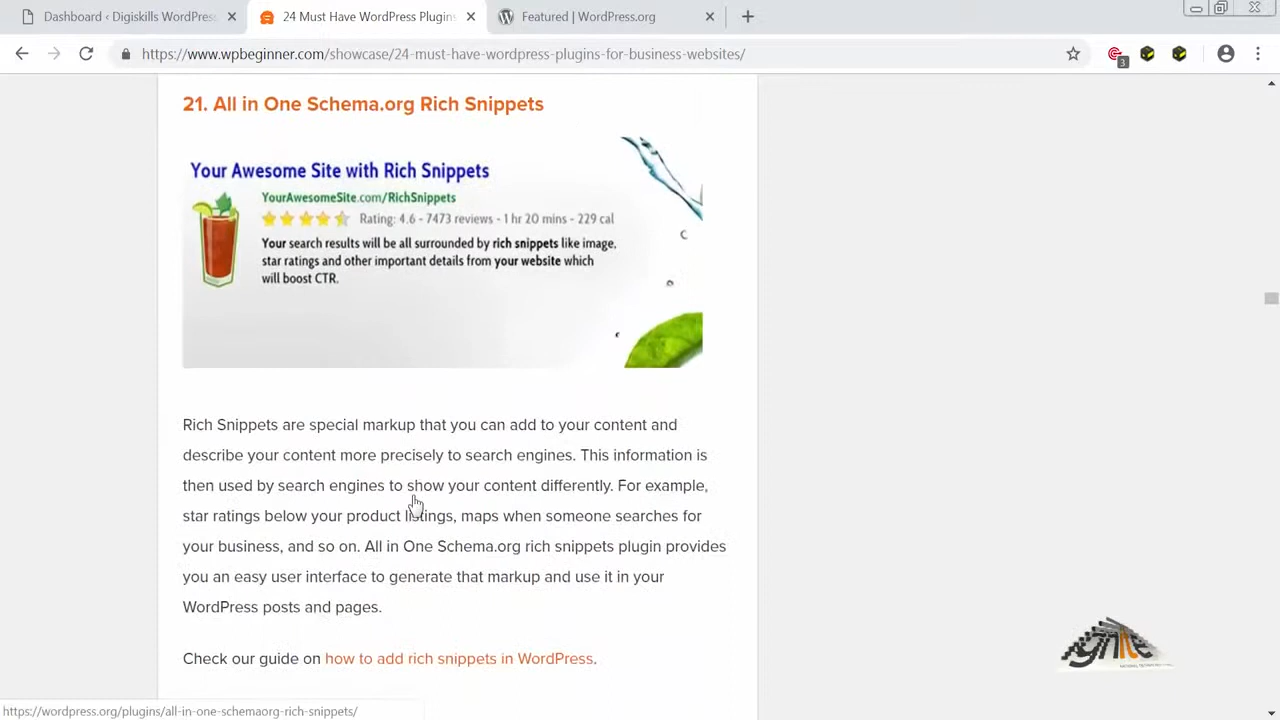 Dashboard ‹ Digiskills WordPress
24 Must Have WordPress Plugins
Featured | WordPress.org
https://www.wpbeginner.com/showcase/24-must-have-wordpress-plugins-for-business-websites/
3
21. All in One Schema.org Rich Snippets
Your Awesome Site with Rich Snippets
YourAwesomeSite.com/RichSnippets
Rating: 4.6 - 7473 reviews - 1 hr 20 mins - 229 cal
Your search results will be all surrounded by rich snippets like image,
star ratings and other important details from your website which
will boost CTR.
Rich Snippets are special markup that you can add to your content and
describe your content more precisely to search engines. This information is
then used by search engines to show your content differently. For example,
star ratings below your product listings, maps when someone searches for
your business, and so on. All in One Schema.org rich snippets plugin provides
you an easy user interface to generate that markup and use it in your
WordPress posts and pages.
Check our guide on how to add rich snippets in WordPress.
ignite
https://wordpress.org/plugins/all-in-one-schemaorg-rich-snippets/